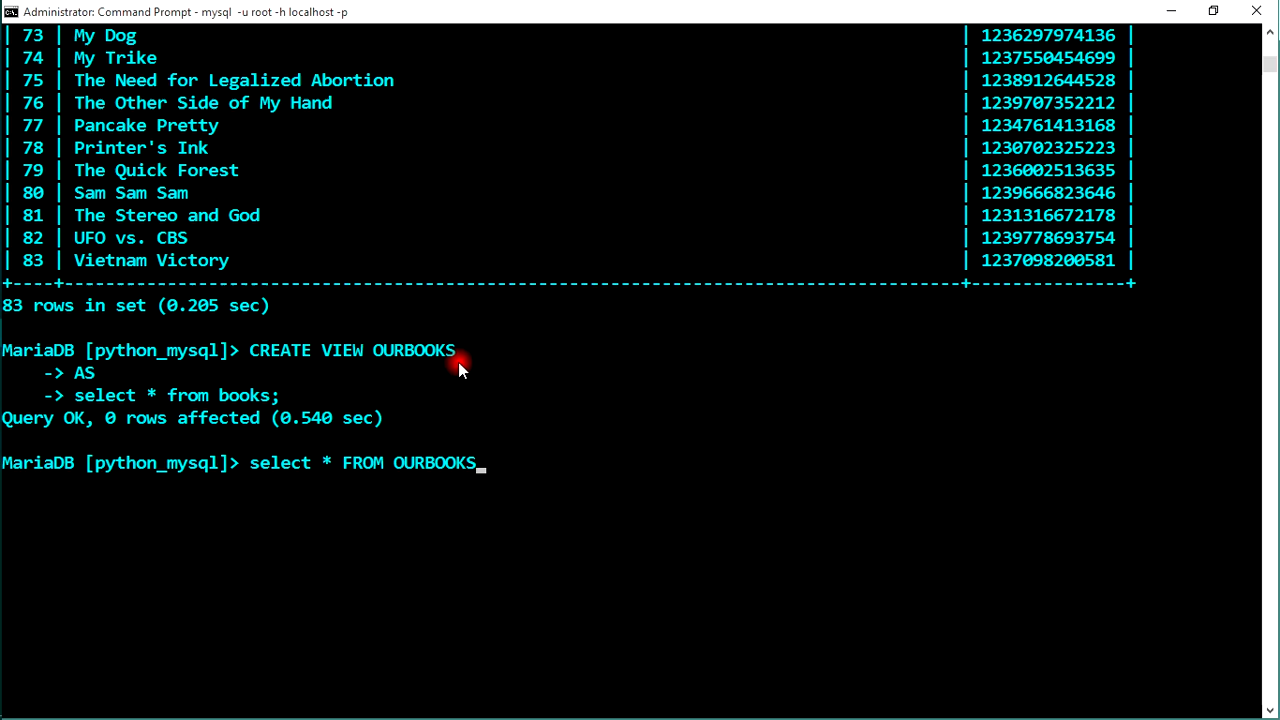 Administrator: Command Prompt - mysql -u root -h localhost -p
| 73 | My Dog | 1236297974136 |
| 74 | My Trike | 1237550454699 |
| 75 | The Need for Legalized Abortion | 1238912644528 |
| 76 | The Other Side of My Hand | 1239707352212 |
| 77 | Pancake Pretty | 1234761413168 |
| 78 | Printer's Ink | 1230702325223 |
| 79 | The Quick Forest | 1236002513635 |
| 80 | Sam Sam Sam | 1239666823646 |
| 81 | The Stereo and God | 1231316672178 |
| 82 | UFO vs. CBS | 1239778693754 |
| 83 | Vietnam Victory | 1237098200581 |
+----+---------------------------------------------------------------------------------------+---------------+
83 rows in set (0.205 sec)
MariaDB [python_mysql]> CREATE VIEW OURBOOKS
-> AS
-> select * from books;
Query OK, 0 rows affected (0.540 sec)
MariaDB [python_mysql]> select * FROM OURBOOKS_